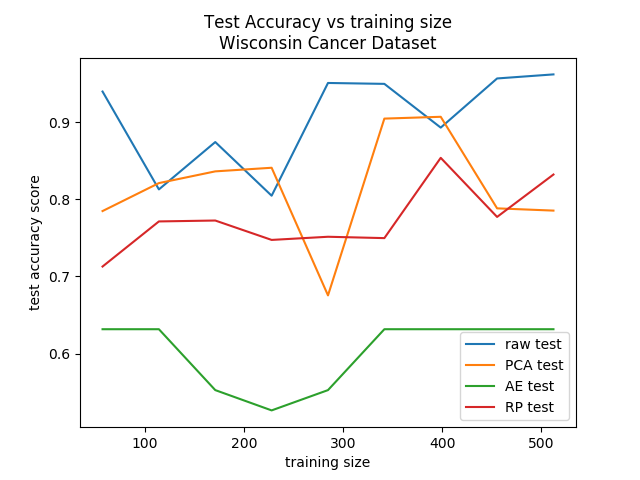 Test Accuracy vs training size
Wisconsin Cancer Dataset
test accuracy score
0.9
0.8
0.7
0.6
raw test
PCA test
AE test
RP test
100
200
300
400
500
training size